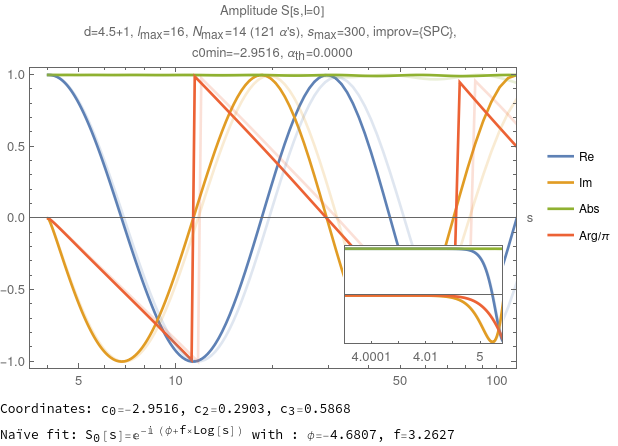 Amplitude S[s,l=0]
d=4.5+1, lmax=16, Nmax=14 (121 α's), smax=300, improv={SPC},
c0min=-2.9516, αth=0.0000
1.0
0.5
0.0
-0.5
-1.0
5
10
50
100
s
4.0001
4.01
5
Re
Im
Abs
Arg/π
Coordinates: c₀=-2.9516, c₂=0.2903, c₃=0.5868
Naïve fit: S₀[s]=e^-i (ϕ+f×Log[s]) with : ϕ=-4.6807, f=3.2627